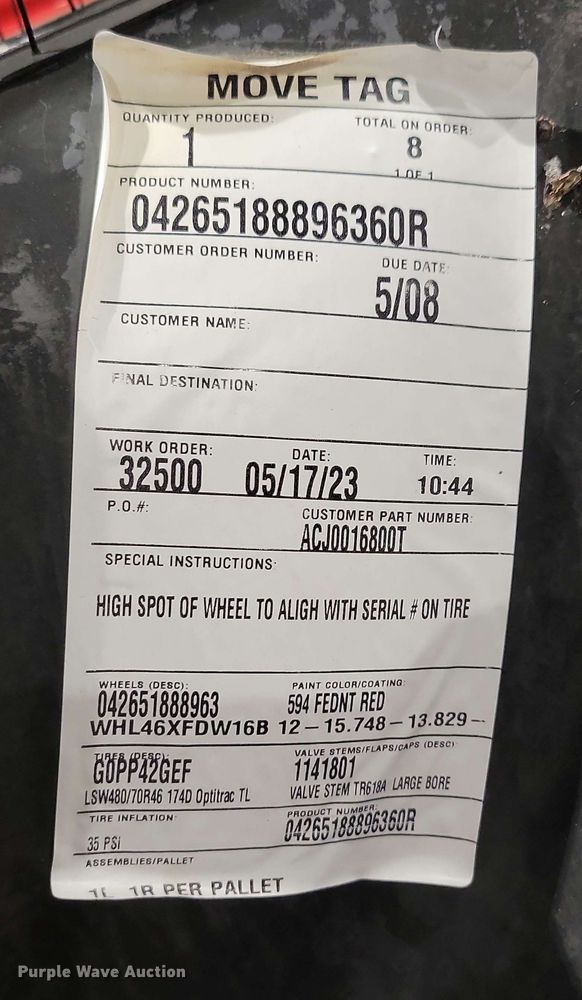 MOVE TAG
QUANTITY PRODUCED: TOTAL ON ORDER:
1 8
1 OF 1
PRODUCT NUMBER:
04265188896360R
CUSTOMER ORDER NUMBER: DUE DATE:
5/08
CUSTOMER NAME:
FINAL DESTINATION:
WORK ORDER: DATE: TIME:
32500 05/17/23 10:44
P.O.#: CUSTOMER PART NUMBER:
ACJ0016800T
SPECIAL INSTRUCTIONS:
HIGH SPOT OF WHEEL TO ALIGH WITH SERIAL # ON TIRE
WHEELS (DESC): PAINT COLOR/COATING:
042651888963 594 FEDNT RED
WHL46XFDW16B 12-15.748-13.829-
TIRES (DESC): VALVE STEMS/FLAPS/CAPS (DESC)
G0PP42GEF 1141801
LSW480/70R46 174D Optitrac TL VALVE STEM TR618A LARGE BORE
TIRE INFLATION: PRODUCT NUMBER:
35 PSi 04265188896360R
ASSEMBLIES/PALLET
1L 1R PER PALLET
Purple Wave Auction